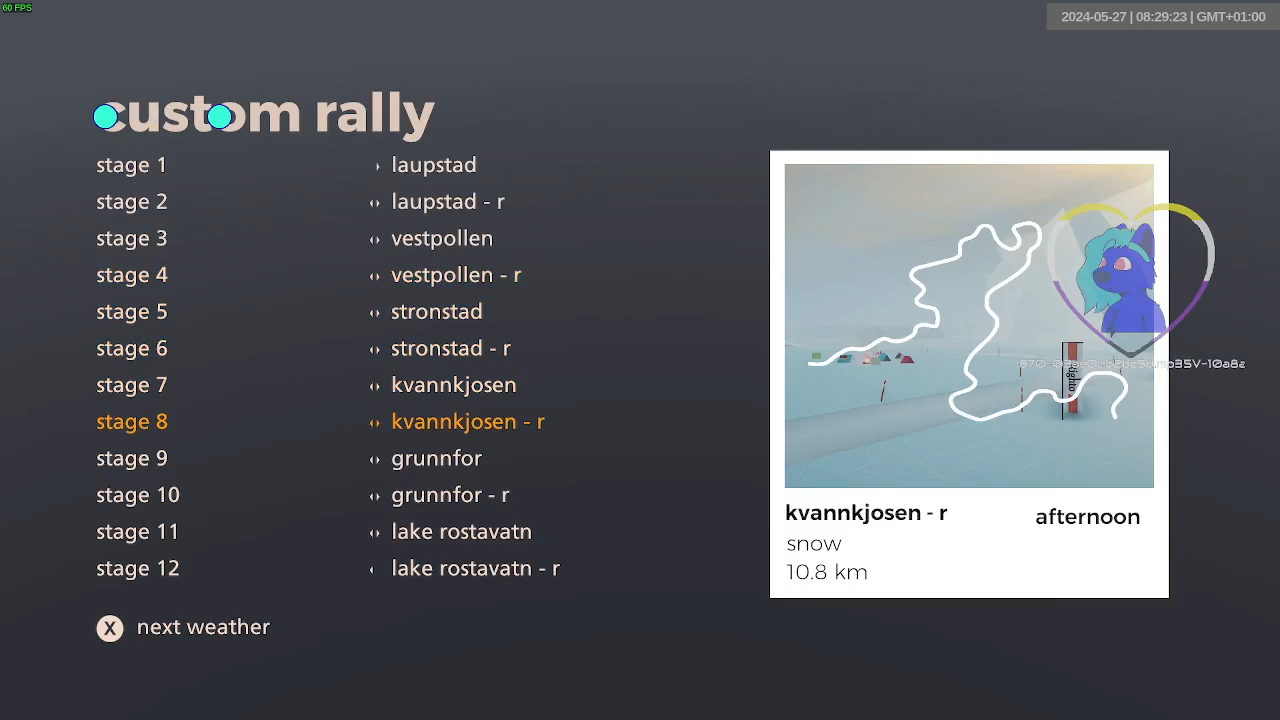 60 FPS
2024-05-27 | 08:29:23 | GMT+01:00
custom rally
stage 1 laupstad
stage 2 laupstad - r
stage 3 vestpollen
stage 4 vestpollen - r
stage 5 stronstad
stage 6 stronstad - r
stage 7 kvannkjosen
stage 8 kvannkjosen - r
stage 9 grunnfor
stage 10 grunnfor - r
stage 11 lake rostavatn
stage 12 lake rostavatn - r
X next weather
kvannkjosen - r
afternoon
snow
10.8 km